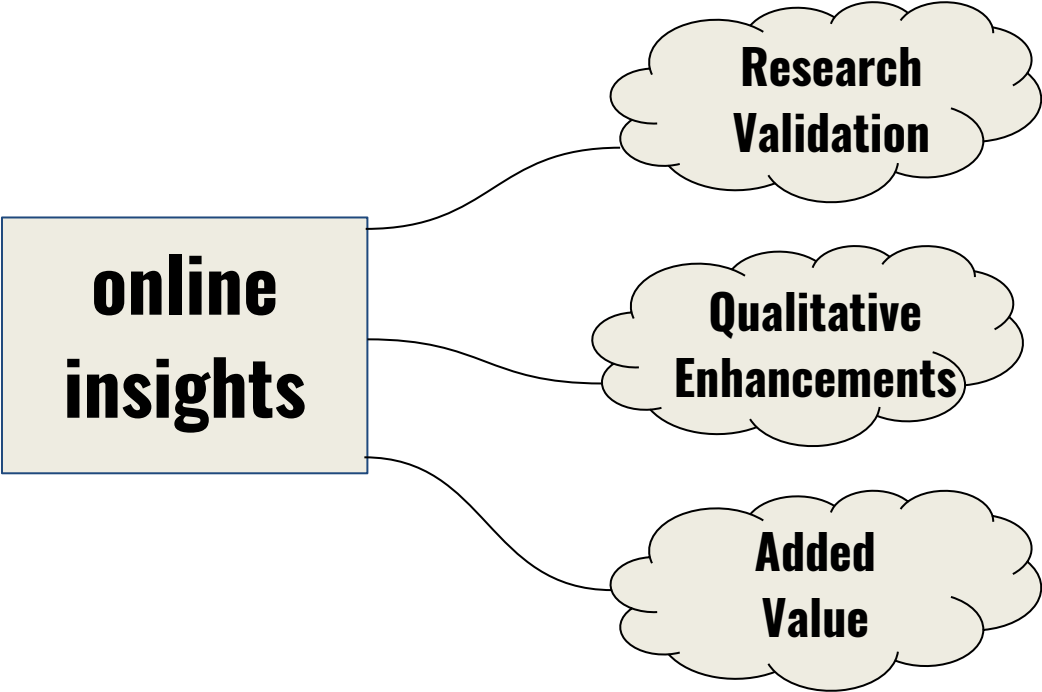 online
insights
Research
Validation
Qualitative
Enhancements
Added
Value